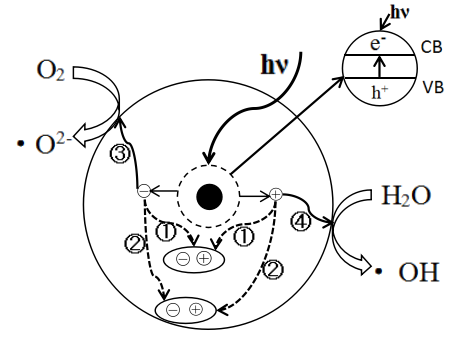 hν
e⁻
CB
h⁺
VB
hν
O₂
· O²⁻
③
− +
④
H₂O
① ①
② ②
− +
− +
· OH